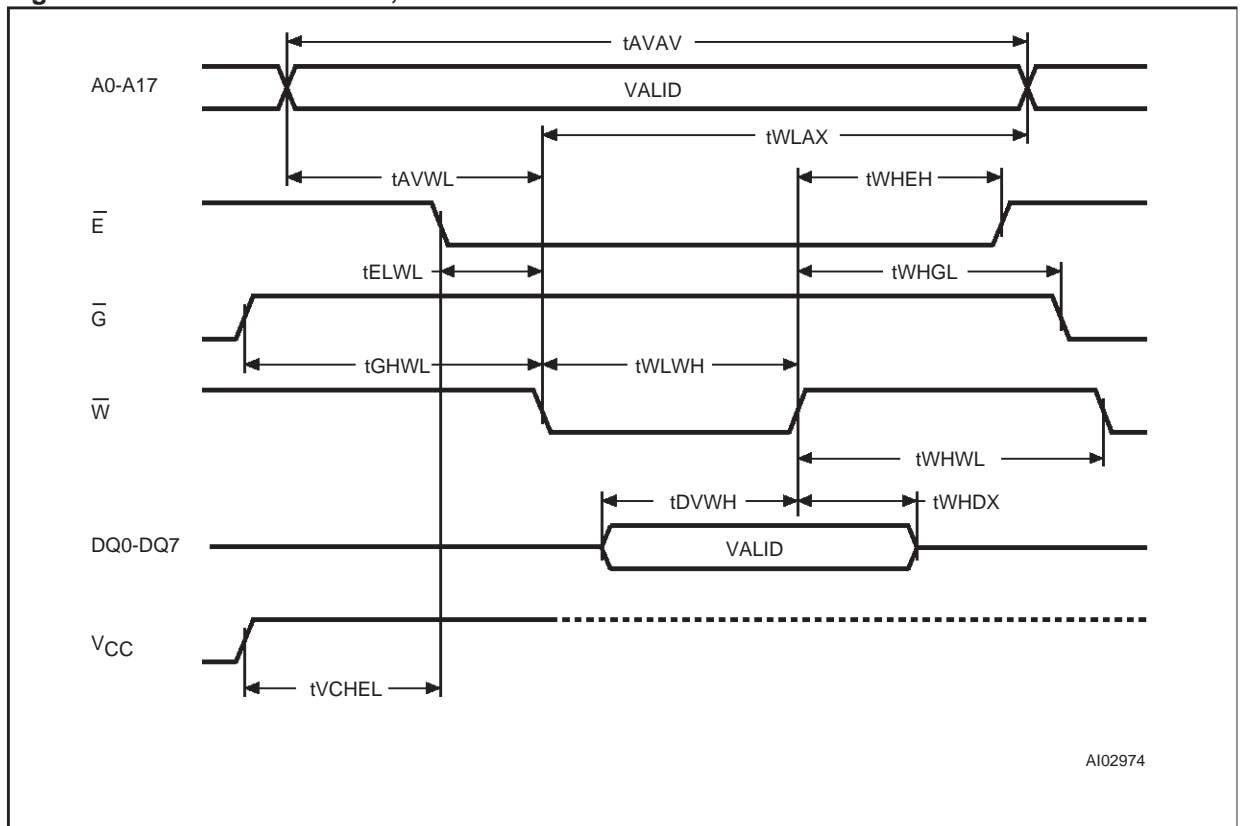 tAVAV
A0-A17
VALID
tWLAX
tAVWL
tWHEH
E
tELWL
tWHGL
G
tGHWL
tWLWH
W
tWHWL
tDVWH
tWHDX
DQ0-DQ7
VALID
VCC
tVCHEL
AI02974